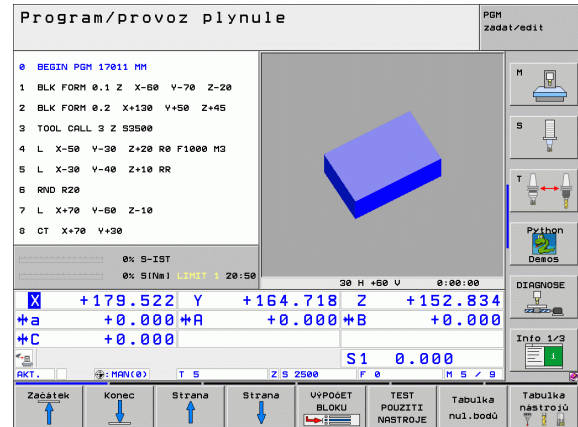 Program/provoz plynule
PGM
zadat/edit
0 BEGIN PGM 17011 MM
1 BLK FORM 0.1 Z X-60 Y-70 Z-20
2 BLK FORM 0.2 X+130 Y+50 Z+45
3 TOOL CALL 3 Z S3500
4 L X-50 Y-30 Z+20 R0 F1000 M3
5 L X-30 Y-40 Z+10 RR
6 RND R20
7 L X+70 Y-60 Z-10
8 CT X+70 Y+30
0% S-IST
0% S[Nm] LIMIT 1 20:50
30 H +60 V 0:00:00
X +179.522 Y +164.718 Z +152.834
a +0.000 A +0.000 B +0.000
C +0.000
S1 0.000
AKT. : MAN(0) T 5 Z S 2500 F 0 M 5 / 9
M
S
T
Python
Demos
DIAGNOSE
Info 1/3
Začátek
Konec
Strana
Strana
VÝPOČET
BLOKU
TEST
POUZITI
NASTROJE
Tabulka
nul.bodů
Tabulka
nástrojů